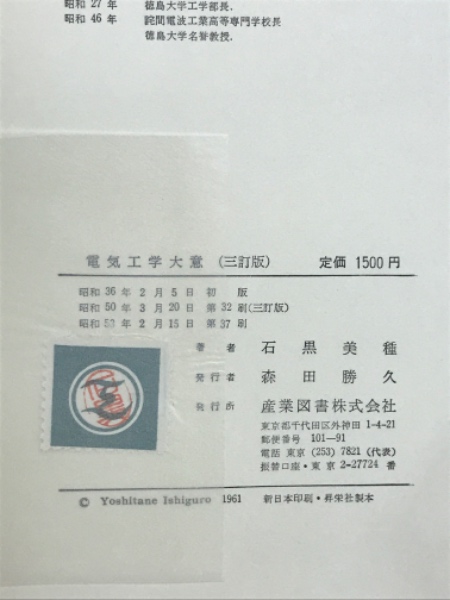 昭和 27 年 徳島大学工学部長.
昭和 46 年 詫間電波工業高等専門学校長
徳島大学名誉教授.
電気工学大意 (三訂版) 定価 1500 円
昭和 36 年 2 月 5 日 初 版
昭和 50 年 3 月 20 日 第 32 刷(三訂版)
昭和 53 年 2 月 15 日 第 37 刷
著 者 石 黒 美 種
発行者 森 田 勝 久
発行所 産業図書株式会社
東京都千代田区外神田 1-4-21
郵便番号 101-91
電話 東京 (253) 7821 (代表)
振替口座・東京 2-27724 番
© Yoshitane Ishiguro 1961 新日本印刷・昇栄社製本